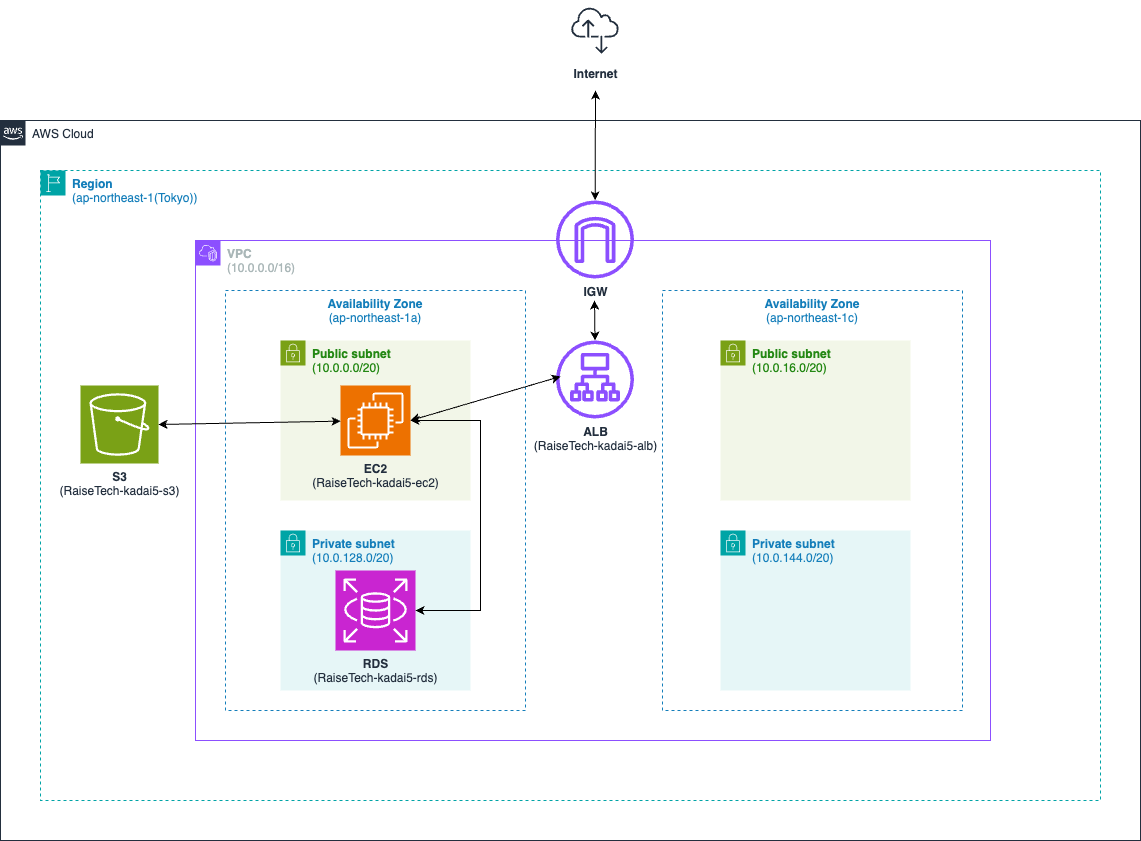 Internet
aws
AWS Cloud
Region
(ap-northeast-1(Tokyo))
VPC
(10.0.0.0/16)
IGW
Availability Zone
(ap-northeast-1a)
Availability Zone
(ap-northeast-1c)
Public subnet
(10.0.0.0/20)
Public subnet
(10.0.16.0/20)
ALB
(RaiseTech-kadai5-alb)
EC2
(RaiseTech-kadai5-ec2)
S3
(RaiseTech-kadai5-s3)
Private subnet
(10.0.128.0/20)
Private subnet
(10.0.144.0/20)
RDS
(RaiseTech-kadai5-rds)